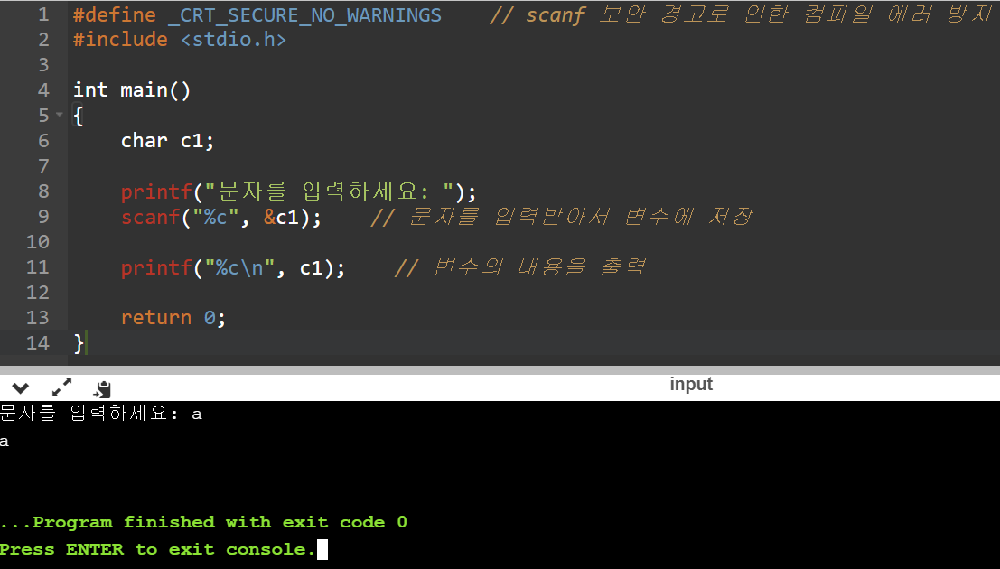 1 #define _CRT_SECURE_NO_WARNINGS    // scanf 보안 경고로 인한 컴파일 에러 방지
2 #include <stdio.h>
3
4 int main()
5 {
6     char c1;
7
8     printf("문자를 입력하세요: ");
9     scanf("%c", &c1);    // 문자를 입력받아서 변수에 저장
10
11     printf("%c\n", c1);    // 변수의 내용을 출력
12
13     return 0;
14 }
input
문자를 입력하세요: a
a
...Program finished with exit code 0
Press ENTER to exit console.